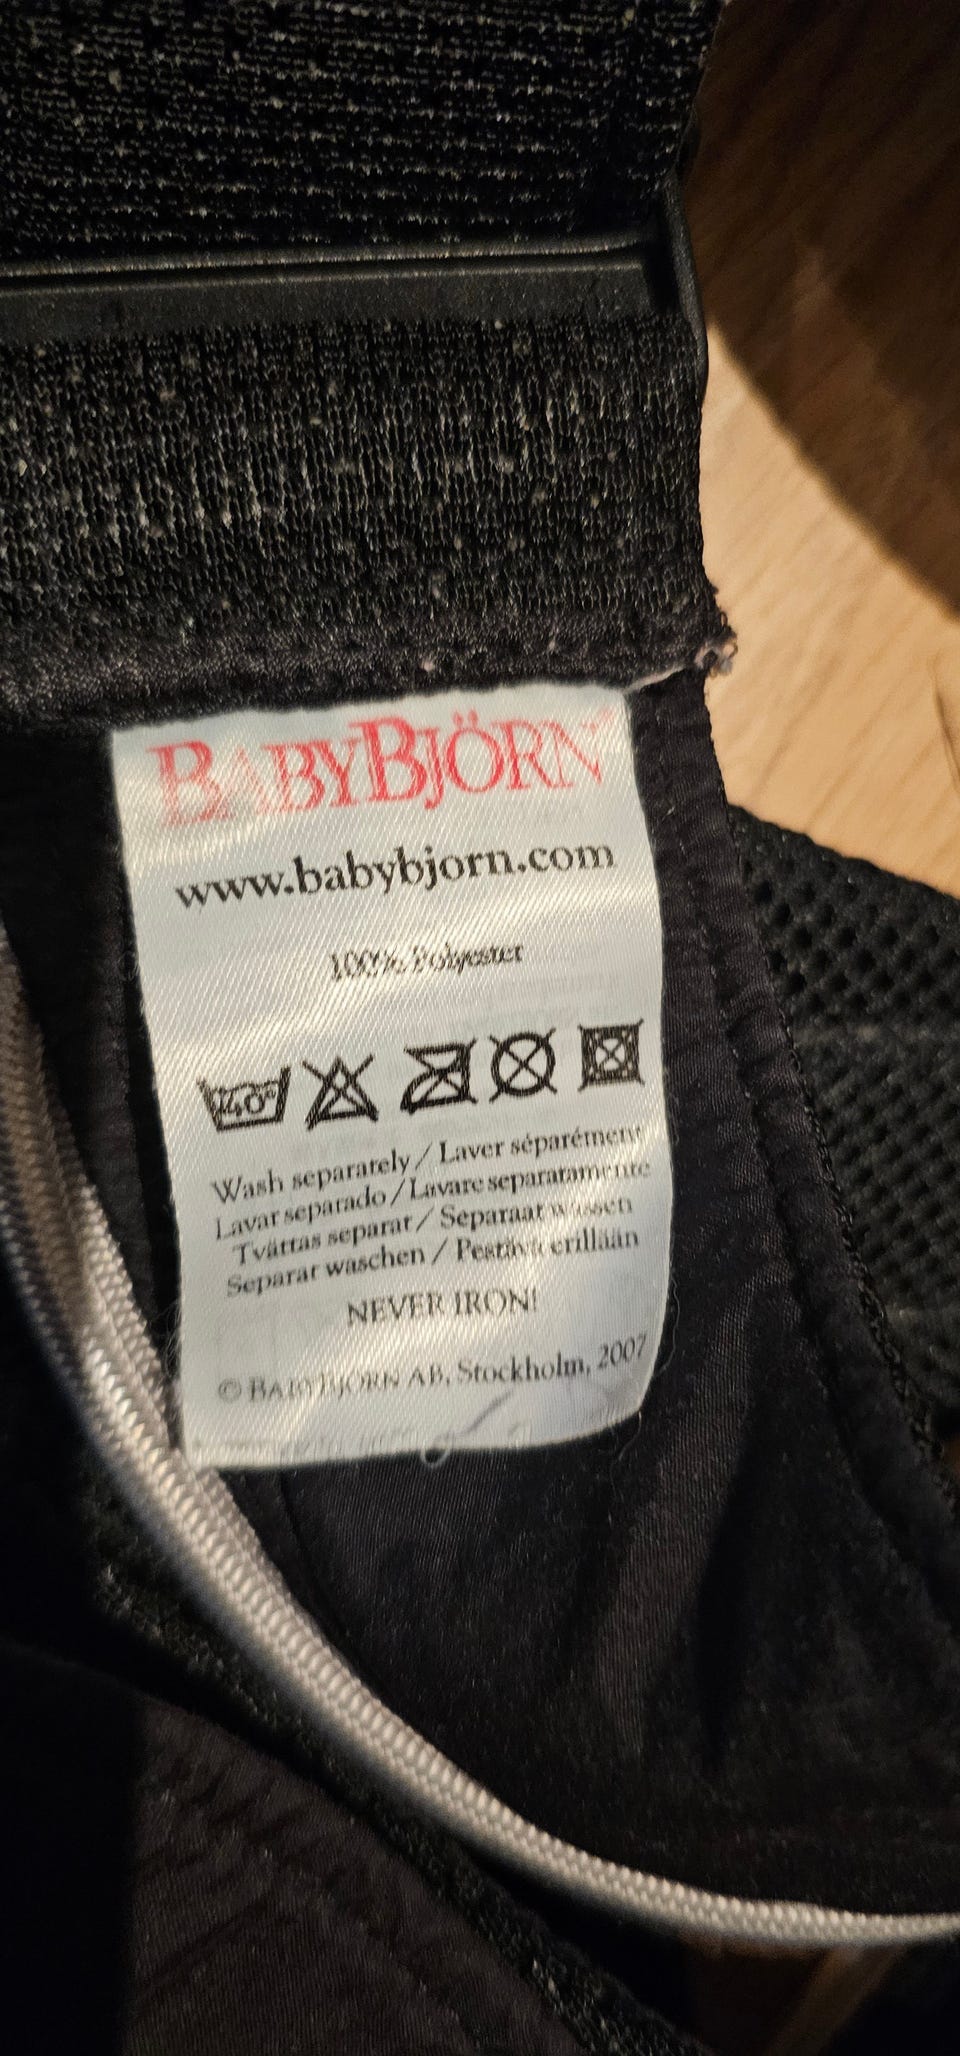 BABYBJÖRN
www.babybjorn.com
100% Polyester
40°
Wash separately / Laver séparément
Lavar separado / Lavare separatamente
Tvättas separat / Separaat wassen
Separat waschen / Pestävä erillään
NEVER IRON!
© BABYBJÖRN AB, Stockholm, 2007